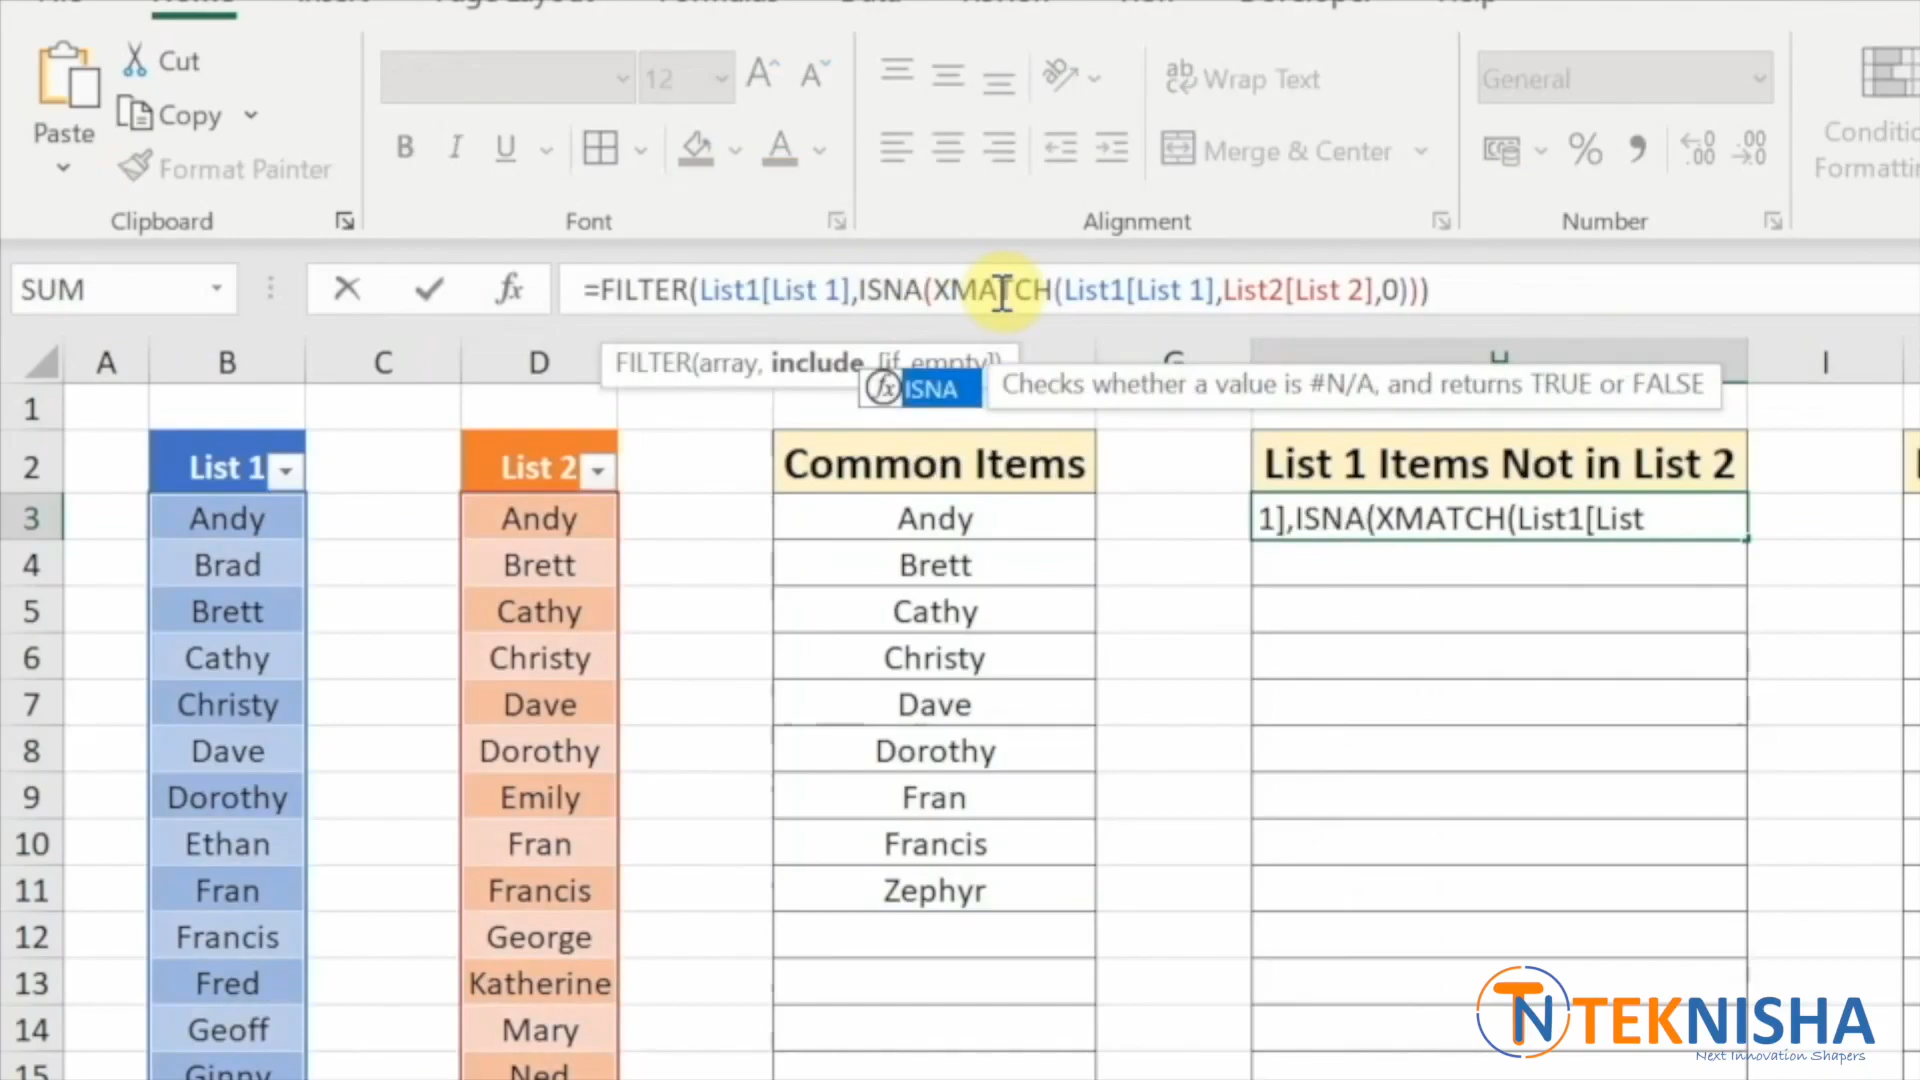 Cut
Copy
Paste
Format Painter
Clipboard
12
B I U
Font
Wrap Text
Merge & Center
Alignment
General
Number
Conditio
Formattin
SUM
fx
=FILTER(List1[List 1],ISNA(XMATCH(List1[List 1],List2[List 2],0)))
FILTER(array, include, [if_empty])
ISNA
Checks whether a value is #N/A, and returns TRUE or FALSE
A B C D G H I
1
2 List 1 List 2 Common Items List 1 Items Not in List 2
3 Andy Andy Andy 1],ISNA(XMATCH(List1[List
4 Brad Brett Brett
5 Brett Cathy Cathy
6 Cathy Christy Christy
7 Christy Dave Dave
8 Dave Dorothy Dorothy
9 Dorothy Emily Fran
10 Ethan Fran Francis
11 Fran Francis Zephyr
12 Francis George
13 Fred Katherine
14 Geoff Mary
15 Ginny Ned
TEKNISHA
Next Innovation Shapers